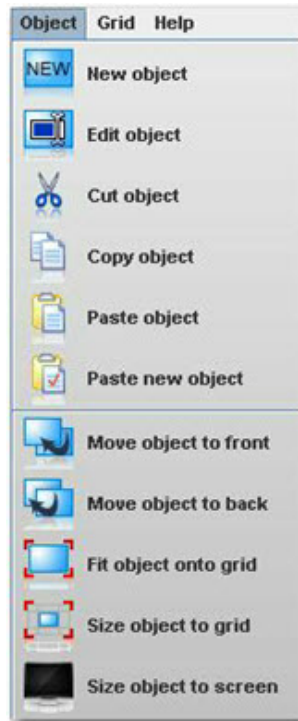 Object Grid Help
NEW New object
Edit object
Cut object
Copy object
Paste object
Paste new object
Move object to front
Move object to back
Fit object onto grid
Size object to grid
Size object to screen